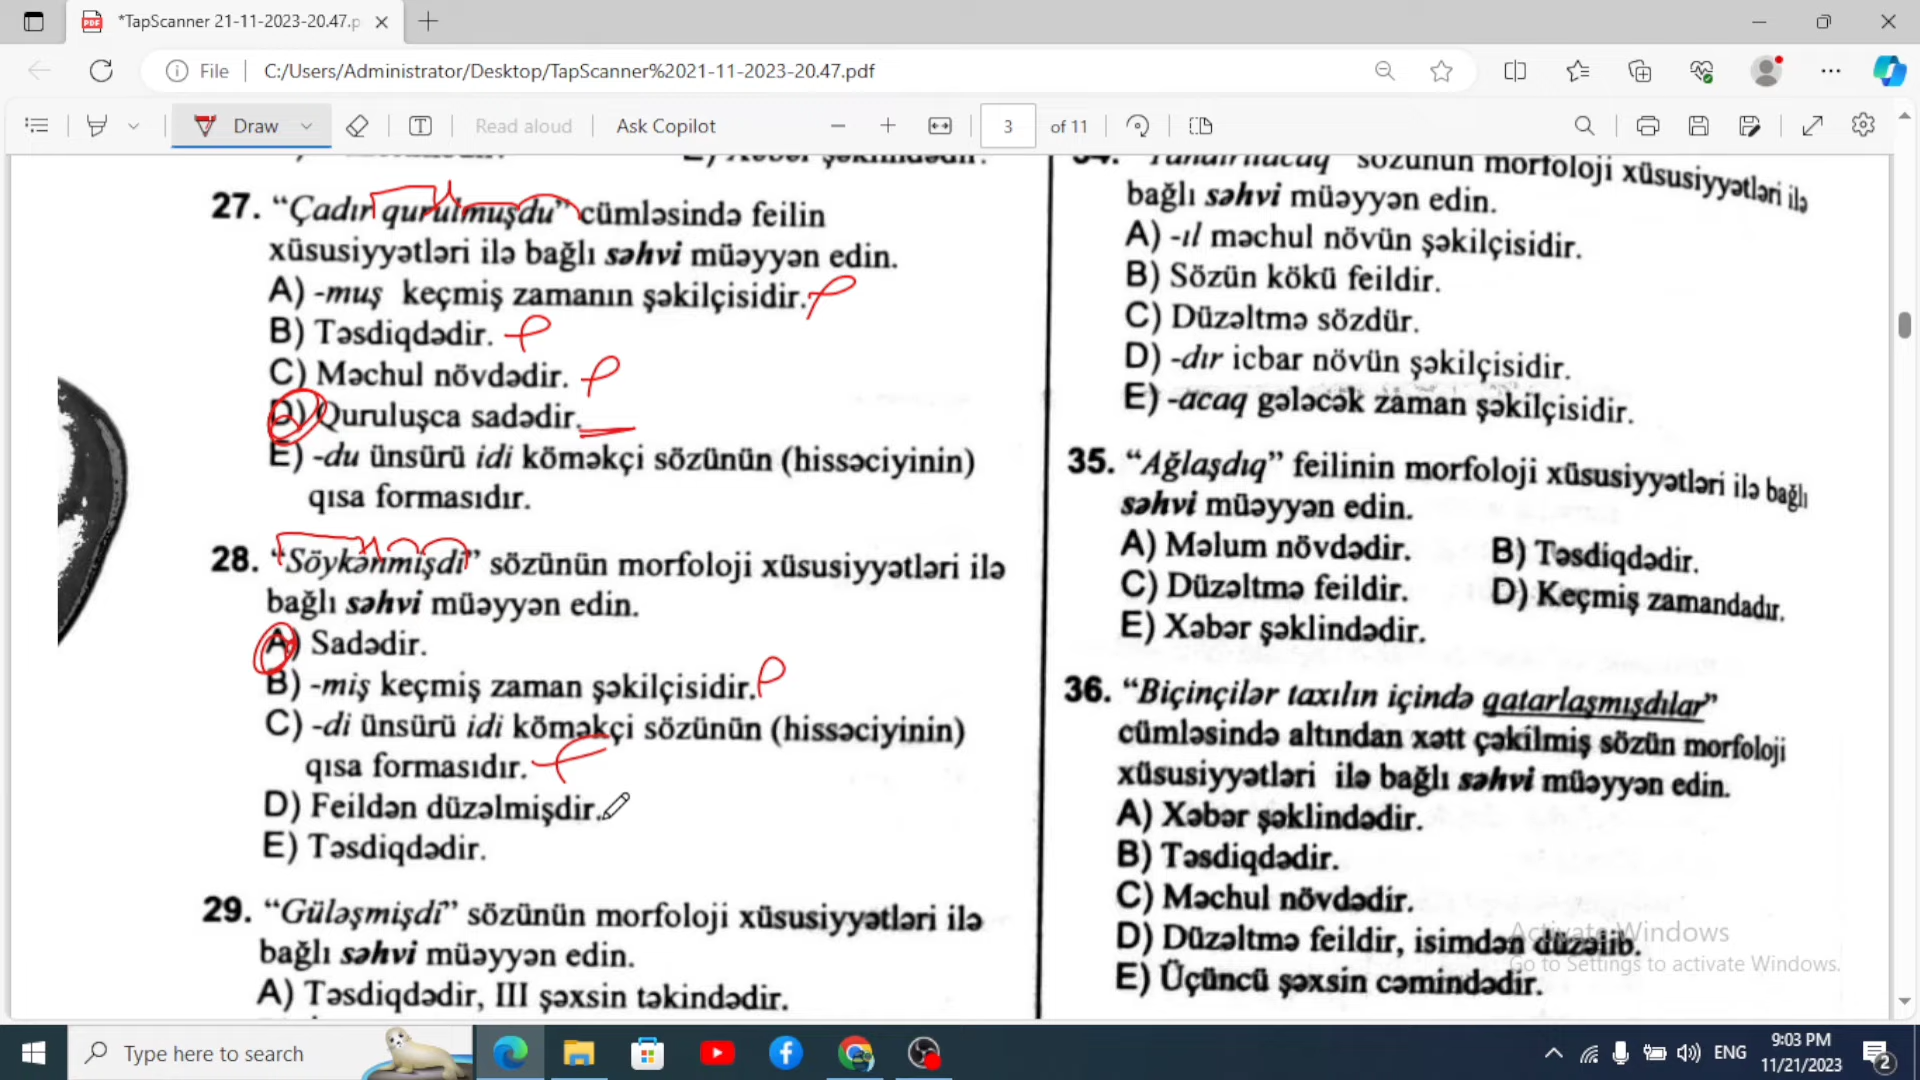 *TapScanner 21-11-2023-20.47.p
File
C:/Users/Administrator/Desktop/TapScanner%2021-11-2023-20.47.pdf
Draw
Read aloud
Ask Copilot
3
of 11
27. “Çadır qurulmuşdu” cümləsində feilin
xüsusiyyətləri ilə bağlı səhvi müəyyən edin.
A) -muş keçmiş zamanın şəkilçisidir.
B) Təsdiqdədir.
C) Məchul növdədir.
D) Quruluşca sadədir.
E) -du ünsürü idi köməkçi sözünün (hissəciyinin)
qısa formasıdır.
28. “Söykənmişdi” sözünün morfoloji xüsusiyyətləri ilə
bağlı səhvi müəyyən edin.
A) Sadədir.
B) -miş keçmiş zaman şəkilçisidir.
C) -di ünsürü idi köməkçi sözünün (hissəciyinin)
qısa formasıdır.
D) Feildən düzəlmişdir.
E) Təsdiqdədir.
29. “Güləşmişdi” sözünün morfoloji xüsusiyyətləri ilə
bağlı səhvi müəyyən edin.
A) Təsdiqdədir, III şəxsin təkindədir.
sözünün morfoloji xüsusiyyətləri ilə
bağlı səhvi müəyyən edin.
A) -ıl məchul növün şəkilçisidir.
B) Sözün kökü feildir.
C) Düzəltmə sözdür.
D) -dır icbar növün şəkilçisidir.
E) -acaq gələcək zaman şəkilçisidir.
35. “Ağlaşdıq” feilinin morfoloji xüsusiyyətləri ilə bağlı
səhvi müəyyən edin.
A) Məlum növdədir. B) Təsdiqdədir.
C) Düzəltmə feildir. D) Keçmiş zamandadır.
E) Xəbər şəklindədir.
36. “Biçinçilər taxılın içində qatarlaşmışdılar”
cümləsində altından xətt çəkilmiş sözün morfoloji
xüsusiyyətləri ilə bağlı səhvi müəyyən edin.
A) Xəbər şəklindədir.
B) Təsdiqdədir.
C) Məchul növdədir.
D) Düzəltmə feildir, isimdən düzəlib.
E) Üçüncü şəxsin cəmindədir.
Activate Windows
Go to Settings to activate Windows.
Type here to search
ENG
9:03 PM
11/21/2023
2